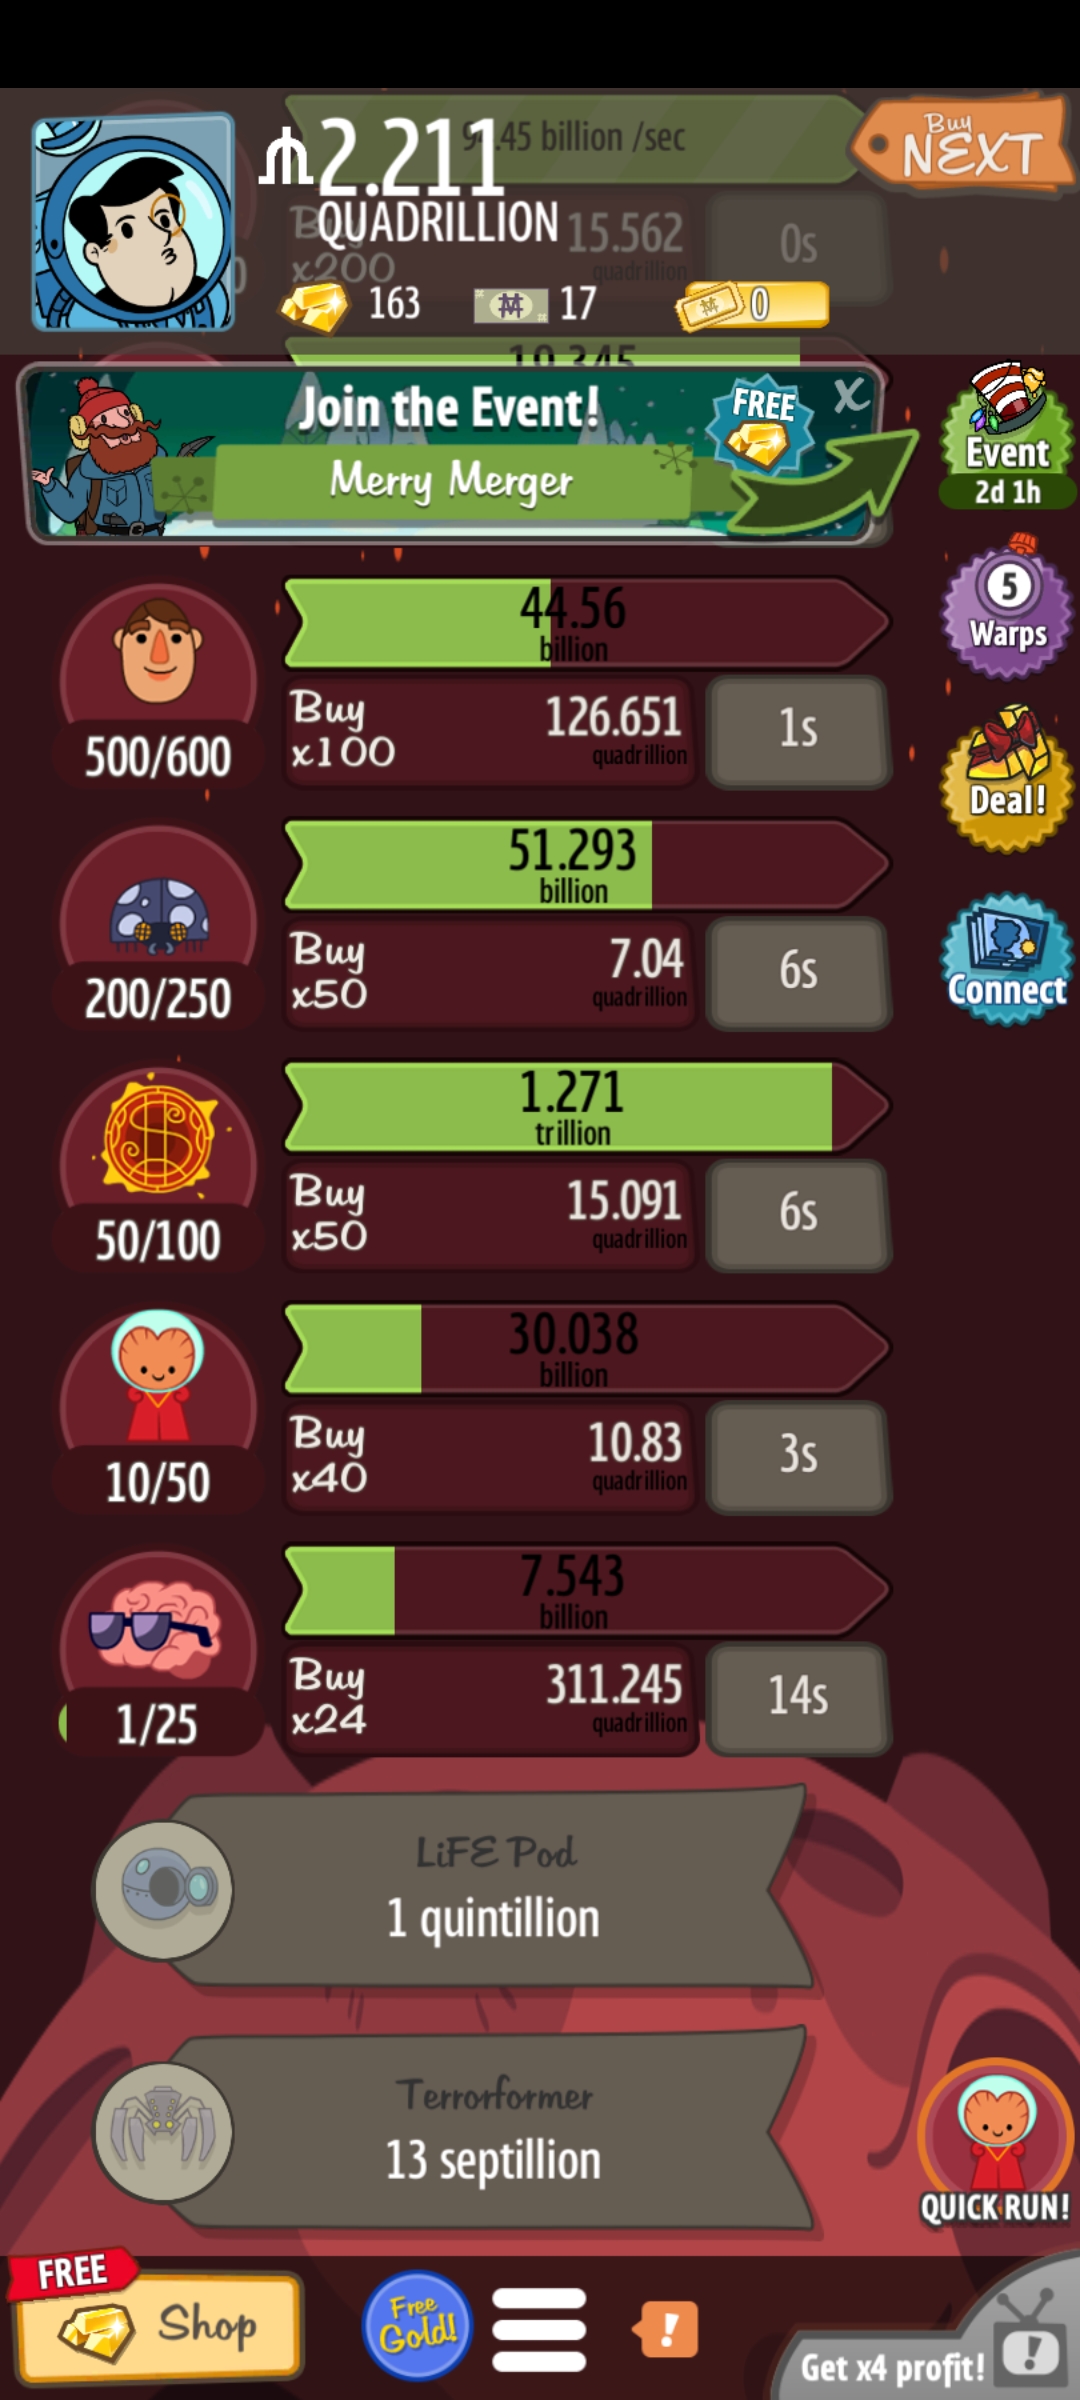 2.211
QUADRILLION
.45 billion /sec
Buy
NEXT
Buy
x200
15.562
quadrillion
0s
163
17
0
Join the Event!
FREE
X
Merry Merger
Event
2d 1h
44.56
billion
500/600
Buy
x100
126.651
quadrillion
1s
5
Warps
51.293
billion
200/250
Buy
x50
7.04
quadrillion
6s
Deal!
Connect
1.271
trillion
50/100
Buy
x50
15.091
quadrillion
6s
30.038
billion
10/50
Buy
x40
10.83
quadrillion
3s
7.543
billion
1/25
Buy
x24
311.245
quadrillion
14s
LiFE Pod
1 quintillion
Terrorformer
13 septillion
QUICK RUN!
FREE
Shop
Free
Gold!
!
Get x4 profit!
!